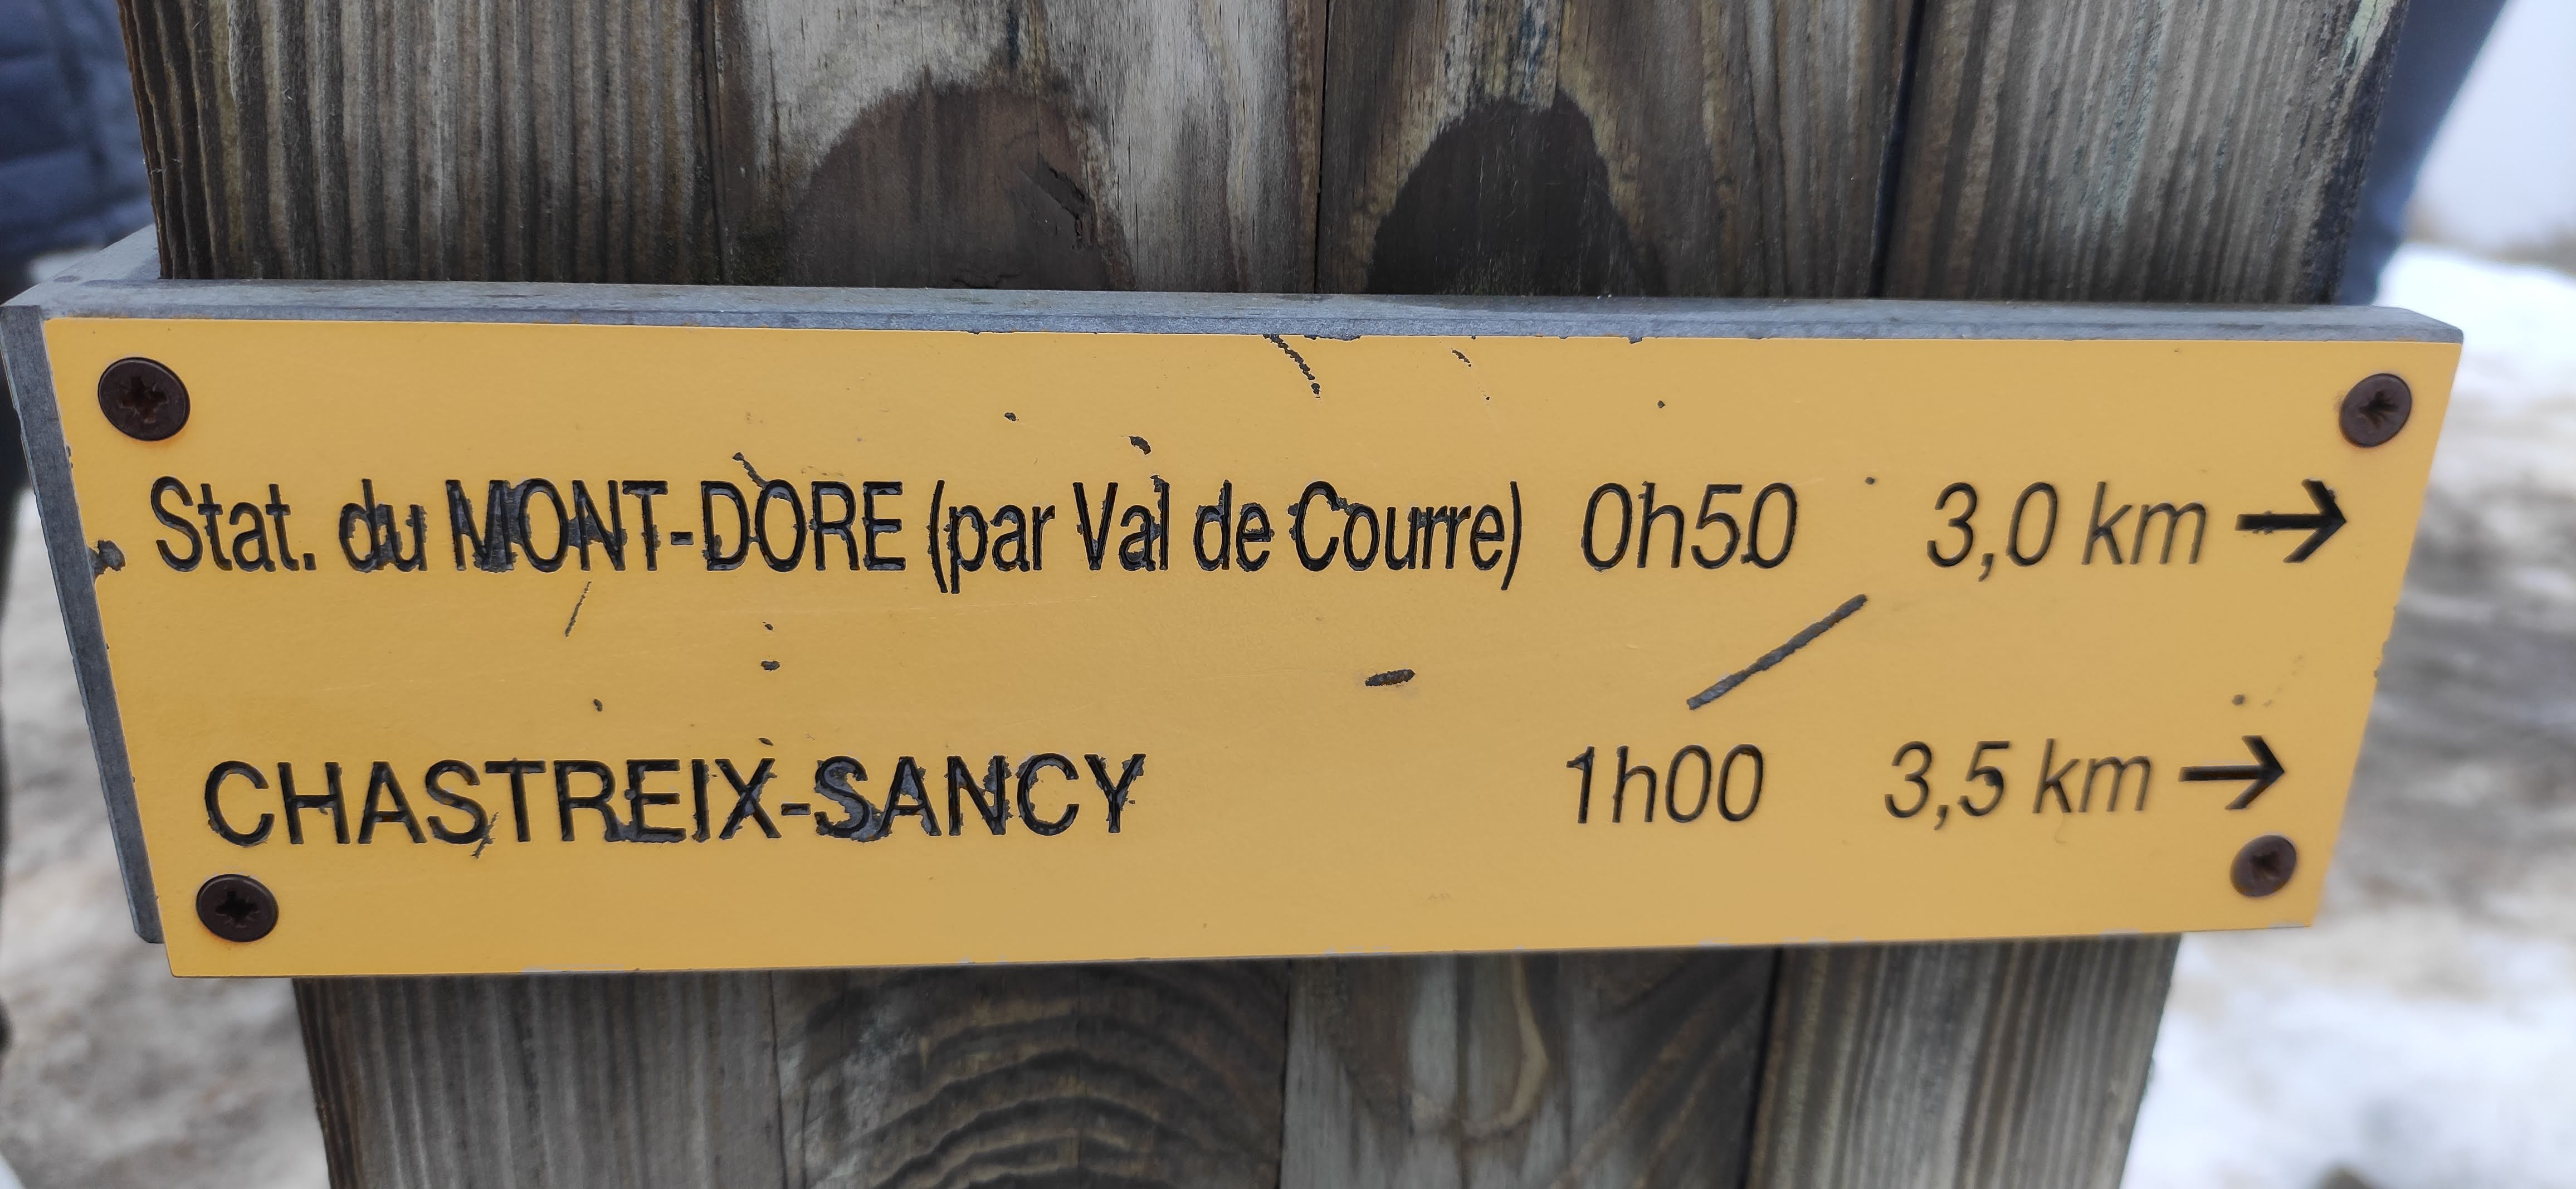 Stat. du MONT-DORE (par Val de Courre) 0h50 3,0 km →
CHASTREIX-SANCY 1h00 3,5 km →